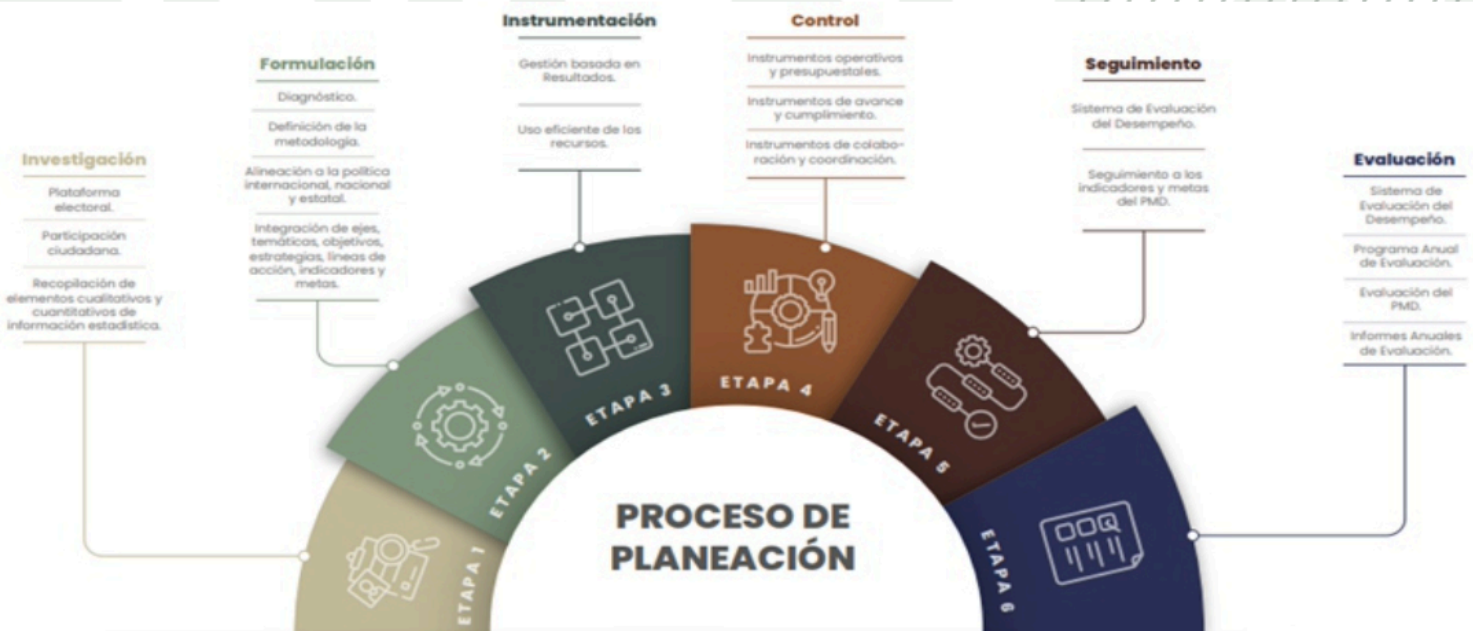 Investigación
Plataforma
electoral.
Participación
ciudadana.
Recopilación de
elementos cualitativos y
cuantitativos de
información estadística.
Formulación
Diagnóstico.
Definición de la
metodología.
Alineación a la política
internacional, nacional
y estatal.
Integración de ejes,
temáticas, objetivos,
estrategias, líneas de
acción, indicadores y
metas.
Instrumentación
Gestión basada en
Resultados.
Uso eficiente de los
recursos.
Control
Instrumentos operativos
y presupuestales.
Instrumentos de avance
y cumplimiento.
Instrumentos de colabo-
ración y coordinación.
Seguimiento
Sistema de Evaluación
del Desempeño.
Seguimiento a los
indicadores y metas
del PMD.
Evaluación
Sistema de
Evaluación del
Desempeño.
Programa Anual
de Evaluación.
Evaluación del
PMD.
Informes Anuales
de Evaluación.
ETAPA 1
ETAPA 2
ETAPA 3
ETAPA 4
ETAPA 5
ETAPA 6
PROCESO DE
PLANEACIÓN